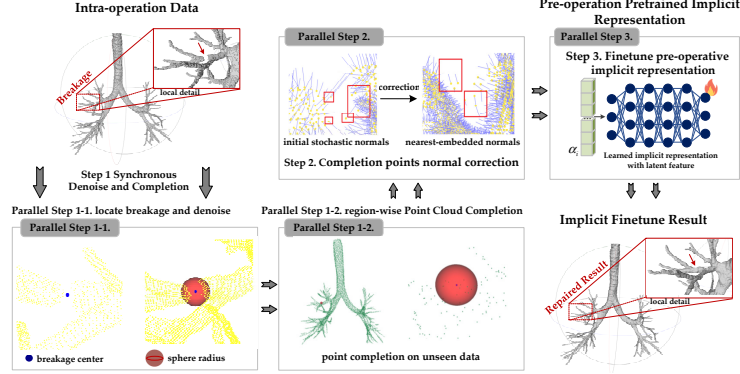 Intra-operation Data
Breakage
local detail
Step 1 Synchronous
Denoise and Completion
Parallel Step 1-1. locate breakage and denoise
Parallel Step 1-1.
breakage center
sphere radius
Parallel Step 1-2. region-wise Point Cloud Completion
Parallel Step 1-2.
point completion on unseen data
Parallel Step 2.
correction
initial stochastic normals
nearest-embedded normals
Step 2. Completion points normal correction
Pre-operation Pretrained Implicit
Representation
Parallel Step 3.
Step 3. Finetune pre-operative
implicit representation
...
α_i
Learned implicit representation
with latent feature
Implicit Finetune Result
Repaired Result
local detail